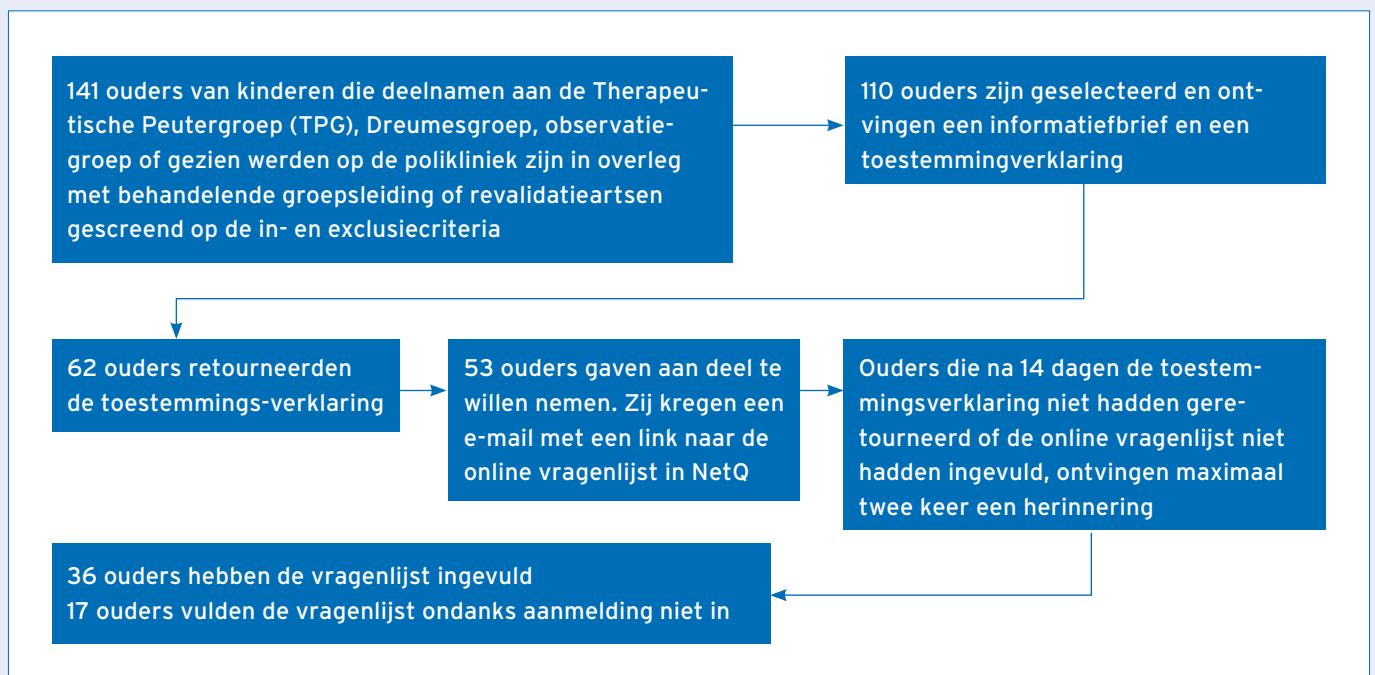 141 ouders van kinderen die deelnamen aan de Therapeu-
tische Peutergroep (TPG), Dreumesgroep, observatie-
groep of gezien werden op de polikliniek zijn in overleg
met behandelende groepsleiding of revalidatieartsen
gescreend op de in- en exclusiecriteria
110 ouders zijn geselecteerd en ont-
vingen een informatiefbrief en een
toestemmingverklaring
62 ouders retourneerden
de toestemmings-verklaring
53 ouders gaven aan deel te
willen nemen. Zij kregen een
e-mail met een link naar de
online vragenlijst in NetQ
Ouders die na 14 dagen de toestem-
mingsverklaring niet hadden gere-
tourneerd of de online vragenlijst niet
hadden ingevuld, ontvingen maximaal
twee keer een herinnering
36 ouders hebben de vragenlijst ingevuld
17 ouders vulden de vragenlijst ondanks aanmelding niet in